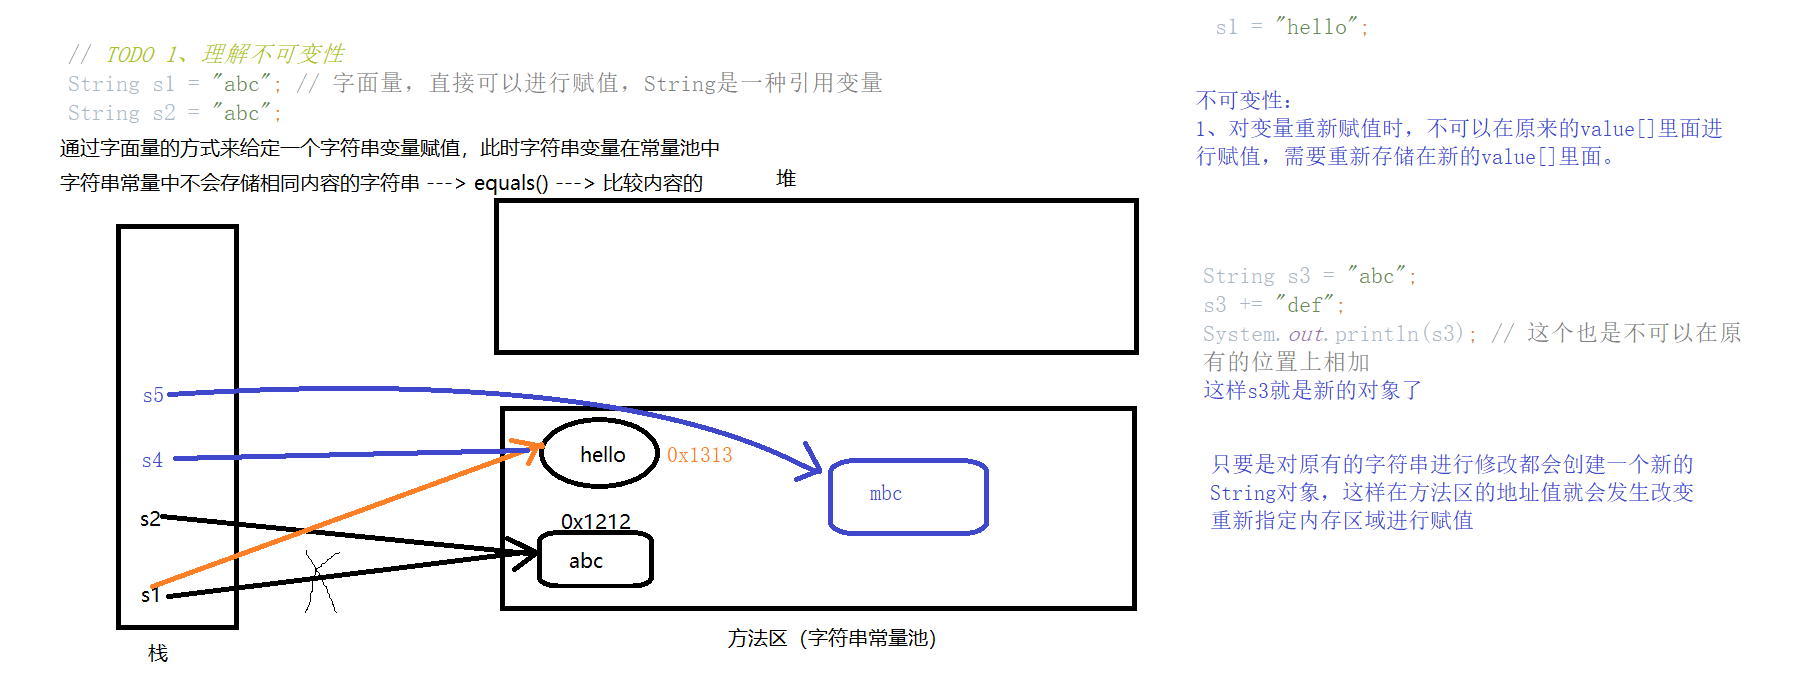 // TODO 1、理解不可变性
String s1 = "abc"; // 字面量，直接可以进行赋值，String是一种引用变量
String s2 = "abc";
通过字面量的方式来给定一个字符串变量赋值，此时字符串变量在常量池中
字符串常量中不会存储相同内容的字符串 ---> equals() ---> 比较内容的
堆
s5
s4
s2
s1
栈
hello
0x1313
mbc
0x1212
abc
方法区（字符串常量池）
s1 = "hello";
不可变性：
1、对变量重新赋值时，不可以在原来的value[]里面进
行赋值，需要重新存储在新的value[]里面。
String s3 = "abc";
s3 += "def";
System.out.println(s3); // 这个也是不可以在原
有的位置上相加
这样s3就是新的对象了
只要是对原有的字符串进行修改都会创建一个新的
String对象，这样在方法区的地址值就会发生改变
重新指定内存区域进行赋值